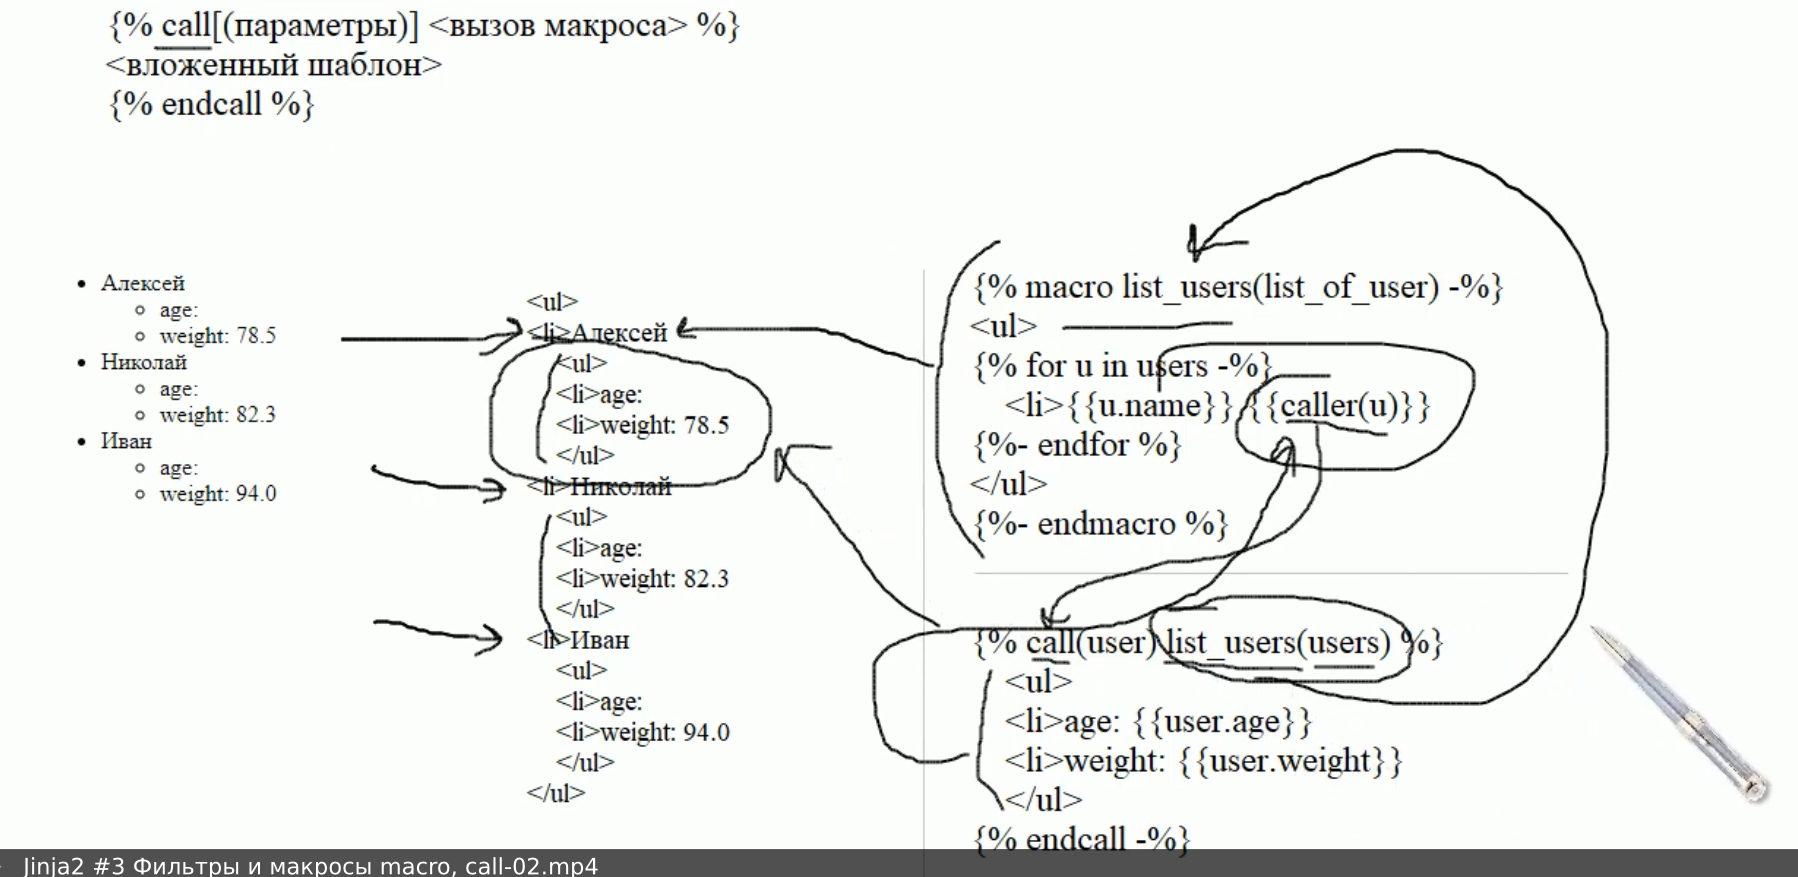 {% call[(параметры)] <вызов макроса> %}
<вложенный шаблон>
{% endcall %}
• Алексей
○ age:
○ weight: 78.5
• Николай
○ age:
○ weight: 82.3
• Иван
○ age:
○ weight: 94.0
<ul>
<li>Алексей
<ul>
<li>age:
<li>weight: 78.5
</ul>
<li>Николай
<ul>
<li>age:
<li>weight: 82.3
</ul>
<li>Иван
<ul>
<li>age:
<li>weight: 94.0
</ul>
</ul>
{% macro list_users(list_of_user) -%}
<ul>
{% for u in users -%}
<li>{{u.name}} {{caller(u)}}
{%- endfor %}
</ul>
{%- endmacro %}
{% call(user) list_users(users) %}
<ul>
<li>age: {{user.age}}
<li>weight: {{user.weight}}
</ul>
{% endcall -%}
Jinja2 #3 Фильтры и макросы macro, call-02.mp4